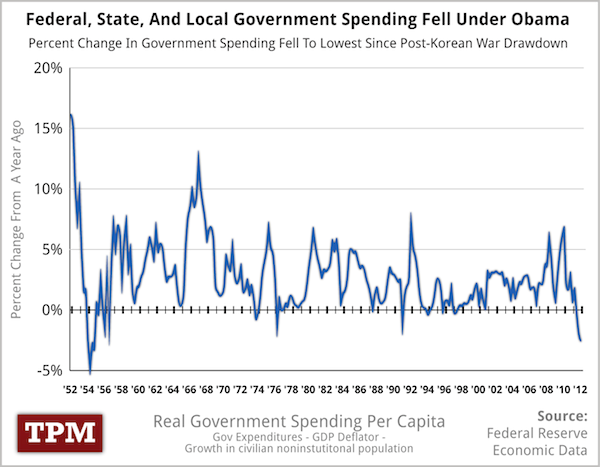 Federal, State, And Local Government Spending Fell Under Obama
Percent Change In Government Spending Fell To Lowest Since Post-Korean War Drawdown
Percent Change From A Year Ago
20%
15%
10%
5%
0%
-5%
'52 '54 '56 '58 '60 '62 '64 '66 '68 '70 '72 '74 '76 '78 '80 '82 '84 '86 '88 '90 '92 '94 '96 '98 '00 '02 '04 '06 '08 '10 '12
TPM
Real Government Spending Per Capita
Gov Expenditures - GDP Deflator -
Growth in civilian noninstutitonal population
Source:
Federal Reserve
Economic Data